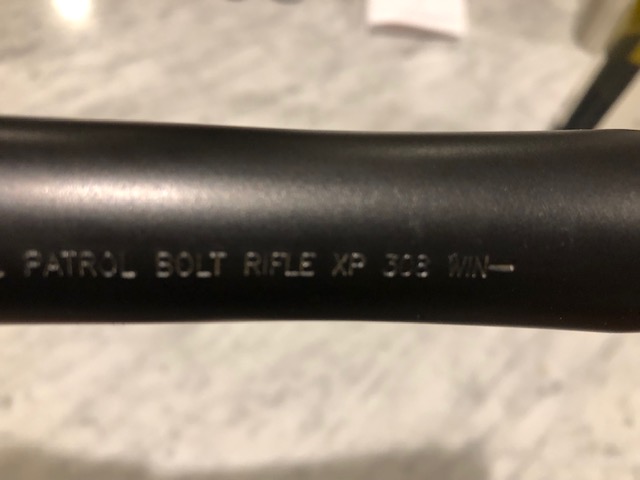 PATROL BOLT RIFLE XP 308 WIN—